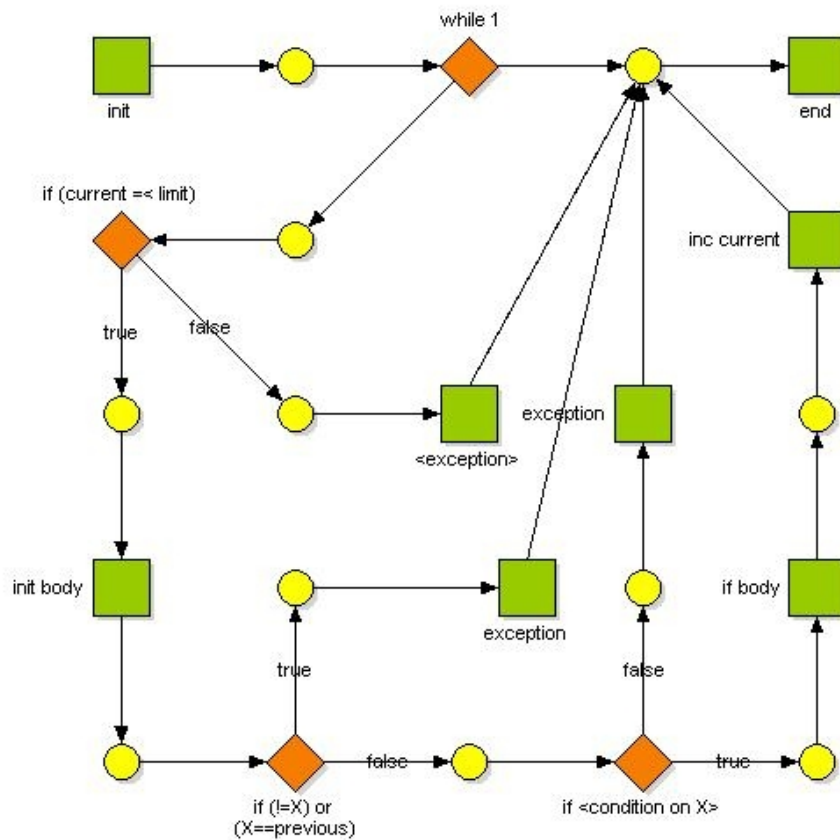 while 1
init
end
if (current =< limit)
inc current
true
false
exception
<exception>
init body
if body
exception
true
false
false
true
if (!=X) or
(X==previous)
if <condition on X>